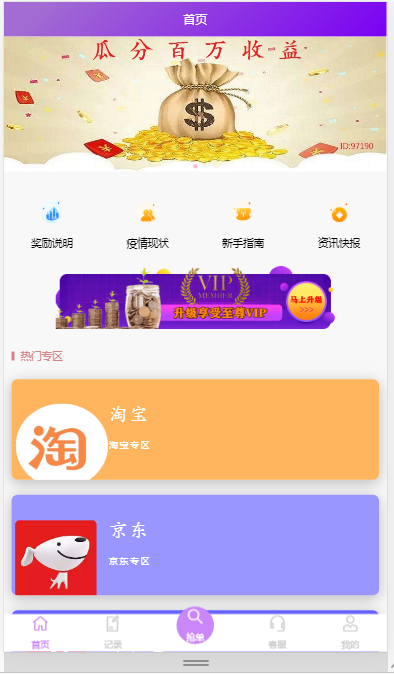 首页
瓜分百万收益
ID:97190
奖励说明
疫情现状
新手指南
资讯快报
VIP
MEMBER
升级享受至尊VIP
马上升级
>>>
热门专区
淘
淘宝
淘宝专区
京东
京东专区
首页
记录
抢单
客服
我的